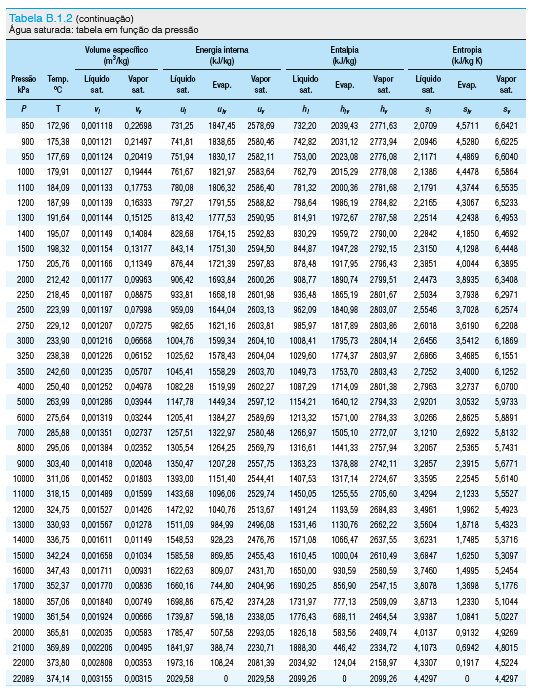 Tabela B.1.2 (continuação)
Água saturada: tabela em função da pressão
Volume específico (m³/kg) Energia interna (kJ/kg) Entalpia (kJ/kg) Entropia (kJ/kg K)
Pressão kPa Temp. °C Líquido sat. Vapor sat. Líquido sat. Evap. Vapor sat. Líquido sat. Evap. Vapor sat. Líquido sat. Evap. Vapor sat.
P T vl vv ul ulv uv hl hlv hv sl slv sv
850 172,96 0,001118 0,22698 731,25 1847,45 2578,69 732,20 2039,43 2771,63 2,0709 4,5711 6,6421
900 175,38 0,001121 0,21497 741,81 1838,65 2580,46 742,82 2031,12 2773,94 2,0946 4,5280 6,6225
950 177,69 0,001124 0,20419 751,94 1830,17 2582,11 753,00 2023,08 2776,08 2,1171 4,4869 6,6040
1000 179,91 0,001127 0,19444 761,67 1821,97 2583,64 762,79 2015,29 2778,08 2,1386 4,4478 6,5864
1100 184,09 0,001133 0,17753 780,08 1806,32 2586,40 781,32 2000,36 2781,68 2,1791 4,3744 6,5535
1200 187,99 0,001139 0,16333 797,27 1791,55 2588,82 798,64 1986,19 2784,82 2,2165 4,3067 6,5233
1300 191,64 0,001144 0,15125 813,42 1777,53 2590,95 814,91 1972,67 2787,58 2,2514 4,2438 6,4953
1400 195,07 0,001149 0,14084 828,68 1764,15 2592,83 830,29 1959,72 2790,00 2,2842 4,1850 6,4692
1500 198,32 0,001154 0,13177 843,14 1751,30 2594,50 844,87 1947,28 2792,15 2,3150 4,1298 6,4448
1750 205,76 0,001166 0,11349 876,44 1721,39 2597,83 878,48 1917,95 2796,43 2,3851 4,0044 6,3895
2000 212,42 0,001177 0,09963 906,42 1693,84 2600,26 908,77 1890,74 2799,51 2,4473 3,8935 6,3408
2250 218,45 0,001187 0,08875 933,81 1668,18 2601,98 936,48 1865,19 2801,67 2,5034 3,7938 6,2971
2500 223,99 0,001197 0,07998 959,09 1644,04 2603,13 962,09 1840,98 2803,07 2,5546 3,7028 6,2574
2750 229,12 0,001207 0,07275 982,65 1621,16 2603,81 985,97 1817,89 2803,86 2,6018 3,6190 6,2208
3000 233,90 0,001216 0,06668 1004,76 1599,34 2604,10 1008,41 1795,73 2804,14 2,6456 3,5412 6,1869
3250 238,38 0,001226 0,06152 1025,62 1578,43 2604,04 1029,60 1774,37 2803,97 2,6866 3,4685 6,1551
3500 242,60 0,001235 0,05707 1045,41 1558,29 2603,70 1049,73 1753,70 2803,43 2,7252 3,4000 6,1252
4000 250,40 0,001252 0,04978 1082,28 1519,99 2602,27 1087,29 1714,09 2801,38 2,7963 3,2737 6,0700
5000 263,99 0,001286 0,03944 1147,78 1449,34 2597,12 1154,21 1640,12 2794,33 2,9201 3,0532 5,9733
6000 275,64 0,001319 0,03244 1205,41 1384,27 2589,69 1213,32 1571,00 2784,33 3,0266 2,8625 5,8891
7000 285,88 0,001351 0,02737 1257,51 1322,97 2580,48 1266,97 1505,10 2772,07 3,1210 2,6922 5,8132
8000 295,06 0,001384 0,02352 1305,54 1264,25 2569,79 1316,61 1441,33 2757,94 3,2067 2,5365 5,7431
9000 303,40 0,001418 0,02048 1350,47 1207,28 2557,75 1363,23 1378,88 2742,11 3,2857 2,3915 5,6771
10000 311,06 0,001452 0,01803 1393,00 1151,40 2544,41 1407,53 1317,14 2724,67 3,3595 2,2545 5,6140
11000 318,15 0,001489 0,01599 1433,68 1096,06 2529,74 1450,05 1255,55 2705,60 3,4294 2,1233 5,5527
12000 324,75 0,001527 0,01426 1472,92 1040,76 2513,67 1491,24 1193,59 2684,83 3,4961 1,9962 5,4923
13000 330,93 0,001567 0,01278 1511,09 984,99 2496,08 1531,46 1130,76 2662,22 3,5604 1,8718 5,4323
14000 336,75 0,001611 0,01149 1548,53 928,23 2476,76 1571,08 1066,47 2637,55 3,6231 1,7485 5,3716
15000 342,24 0,001658 0,01034 1585,58 869,85 2455,43 1610,45 1000,04 2610,49 3,6847 1,6250 5,3097
16000 347,43 0,001711 0,00931 1622,63 809,07 2431,70 1650,00 930,59 2580,59 3,7460 1,4995 5,2454
17000 352,37 0,001770 0,00836 1660,16 744,80 2404,96 1690,25 856,90 2547,15 3,8078 1,3698 5,1776
18000 357,06 0,001840 0,00749 1698,86 675,42 2374,28 1731,97 777,13 2509,09 3,8713 1,2330 5,1044
19000 361,54 0,001924 0,00666 1739,87 598,18 2338,05 1776,43 688,11 2464,54 3,9387 1,0841 5,0227
20000 365,81 0,002035 0,00583 1785,47 507,58 2293,05 1826,18 583,56 2409,74 4,0137 0,9132 4,9269
21000 369,89 0,002206 0,00495 1841,97 388,74 2230,71 1888,30 446,42 2334,72 4,1073 0,6942 4,8015
22000 373,80 0,002808 0,00353 1973,16 108,24 2081,39 2034,92 124,04 2158,97 4,3307 0,1917 4,5224
22089 374,14 0,003155 0,00315 2029,58 0 2029,58 2099,26 0 2099,26 4,4297 0 4,4297